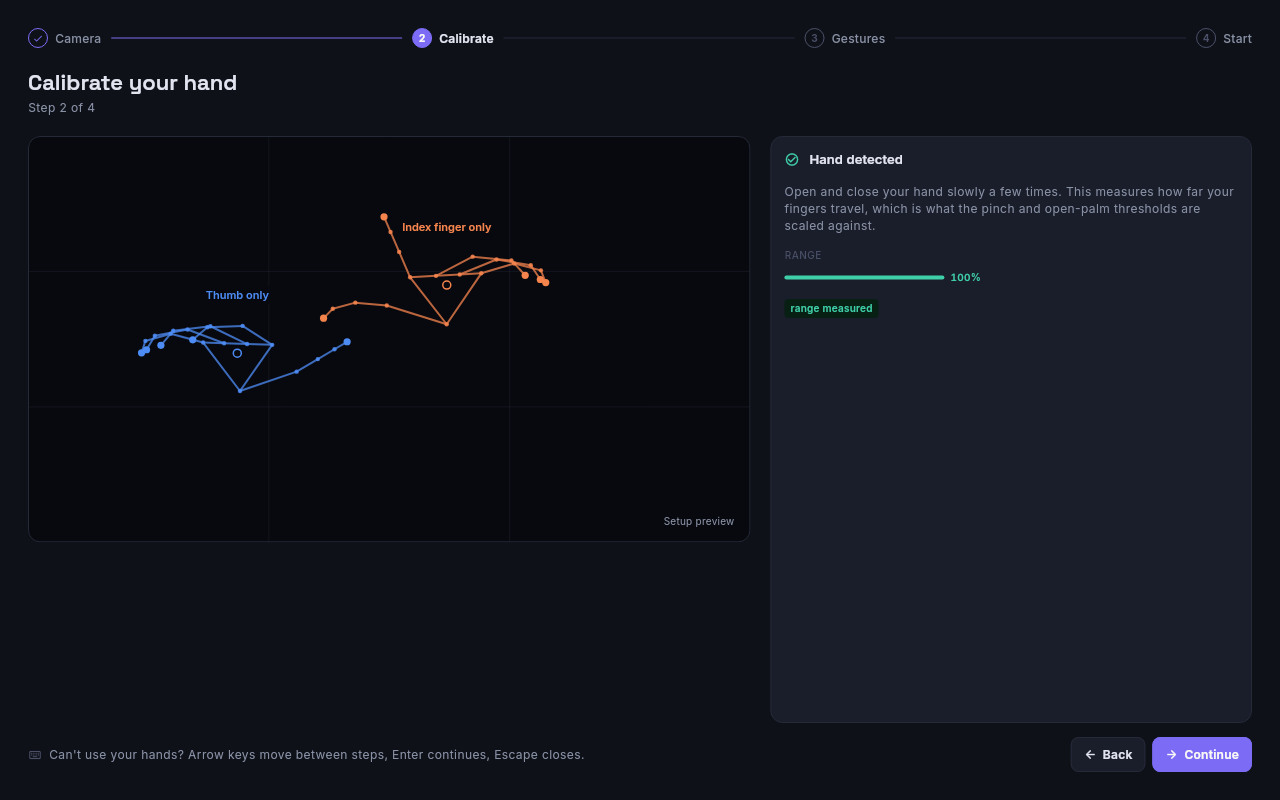 Camera
2 Calibrate
3 Gestures
4 Start
Calibrate your hand
Step 2 of 4
Index finger only
Thumb only
Setup preview
Hand detected
Open and close your hand slowly a few times. This measures how far your
fingers travel, which is what the pinch and open-palm thresholds are
scaled against.
RANGE
100%
range measured
Can't use your hands? Arrow keys move between steps, Enter continues, Escape closes.
← Back
→ Continue